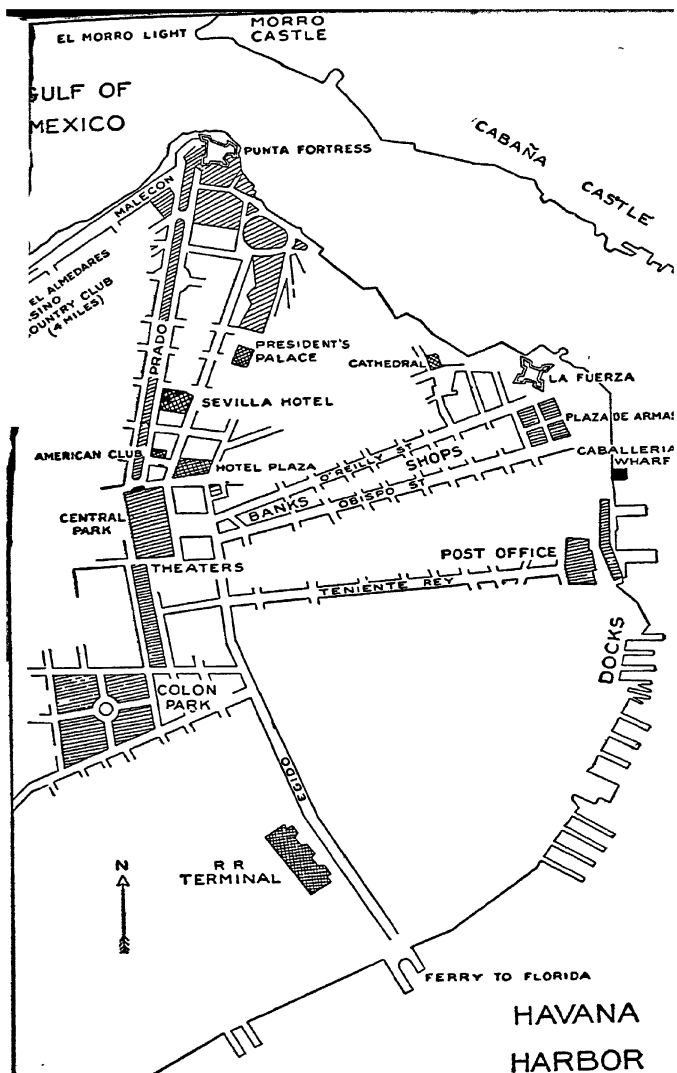 EL MORRO LIGHT
MORRO
CASTLE
GULF OF
MEXICO
"CABAÑA
CASTLE
PUNTA FORTRESS
MALECON
EL ALMEDARES
COUNTRY CLUB
(4 MILES)
PRADO
PRESIDENT'S
PALACE
CATHEDRAL
LA FUERZA
SEVILLA HOTEL
PLAZA DE ARMAS
AMERICAN CLUB
HOTEL PLAZA
O'REILLY ST
SHOPS
CABALLERIA
WHARF
BANKS
OBISPO ST
CENTRAL
PARK
THEATERS
POST OFFICE
TENIENTE REY
DOCKS
COLON
PARK
EGIDO
N
R R
TERMINAL
FERRY TO FLORIDA
HAVANA
HARBOR